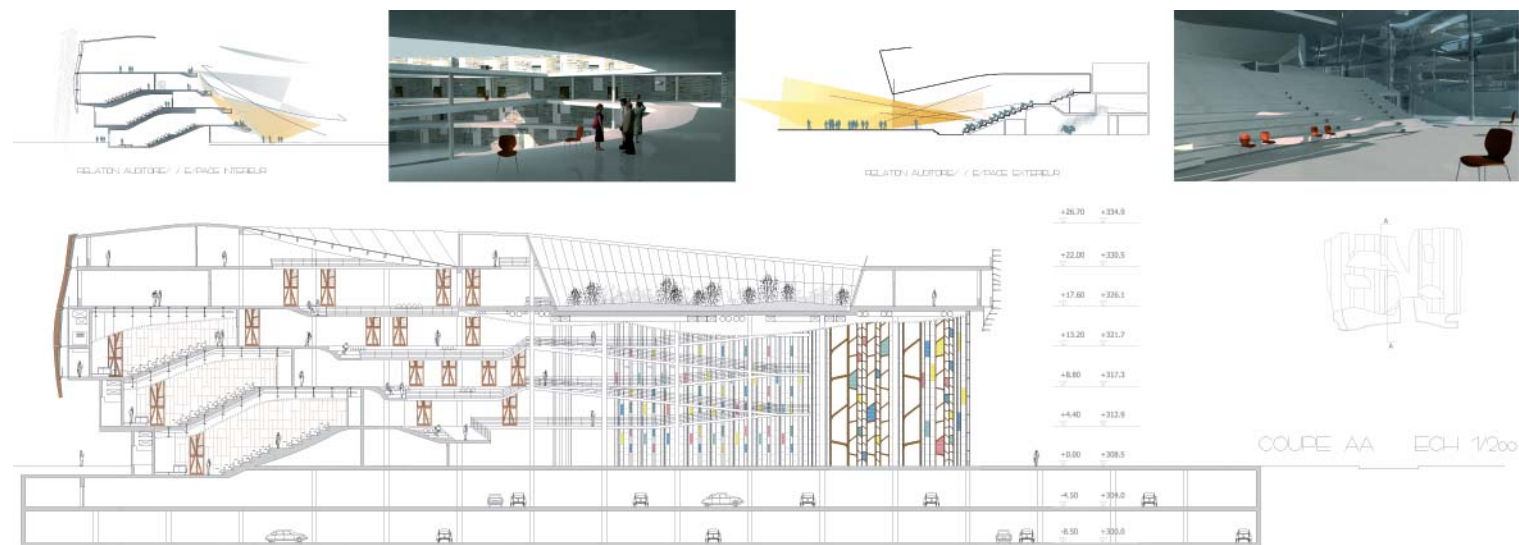 RELATION AUDITOIRES / ESPACE INTERIEUR
RELATION AUDITOIRES / ESPACE EXTERIEUR
+26.70 +334.9
+22.00 +330.5
+17.60 +326.1
+13.20 +321.7
+8.80 +317.3
+4.40 +312.9
+0.00 +308.5
-4.50 +304.0
-8.50 +300.0
A
A
COUPE AA ECH 1/200